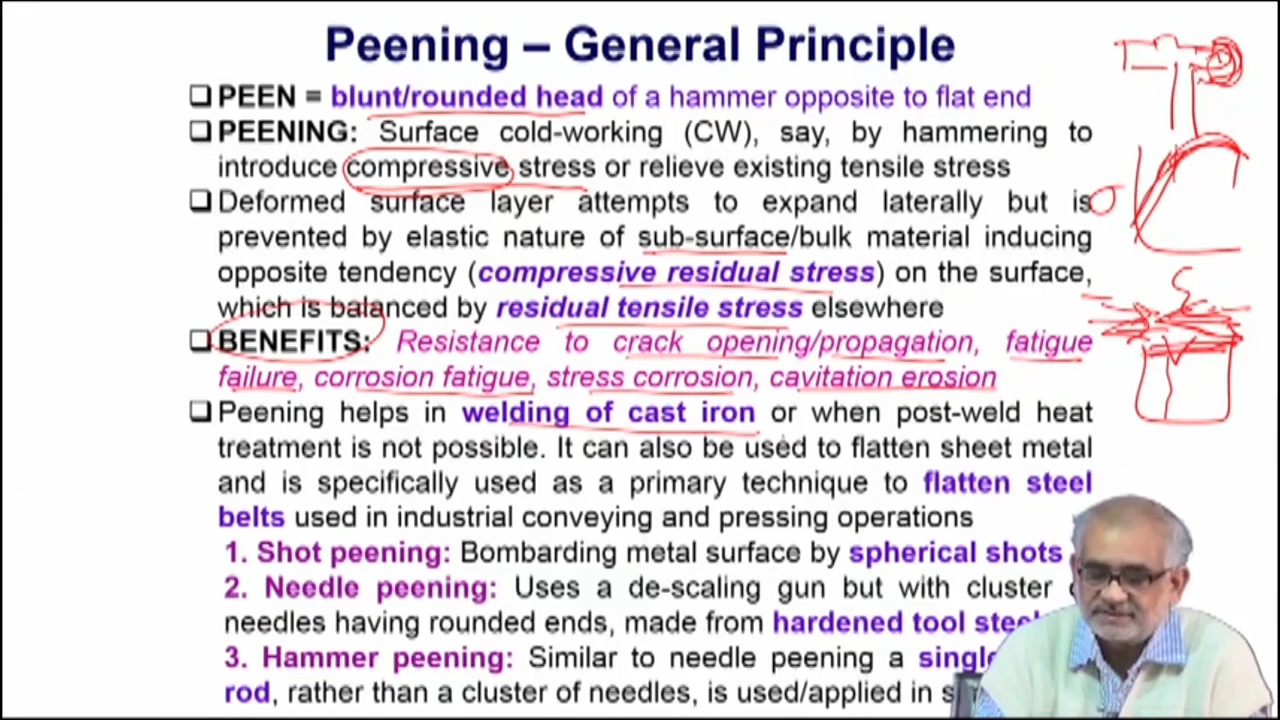 Peening – General Principle
❑ PEEN ≡ blunt/rounded head of a hammer opposite to flat end
❑ PEENING: Surface cold-working (CW), say, by hammering to
introduce compressive stress or relieve existing tensile stress
❑ Deformed surface layer attempts to expand laterally but is
prevented by elastic nature of sub-surface/bulk material inducing
opposite tendency (compressive residual stress) on the surface,
which is balanced by residual tensile stress elsewhere
❑ BENEFITS: Resistance to crack opening/propagation, fatigue
failure, corrosion fatigue, stress corrosion, cavitation erosion
❑ Peening helps in welding of cast iron or when post-weld heat
treatment is not possible. It can also be used to flatten sheet metal
and is specifically used as a primary technique to flatten steel
belts used in industrial conveying and pressing operations
1. Shot peening: Bombarding metal surface by spherical shots
2. Needle peening: Uses a de-scaling gun but with cluster
needles having rounded ends, made from hardened tool
3. Hammer peening: Similar to needle peening a
rod, rather than a cluster of needles, is used/applied in
σ